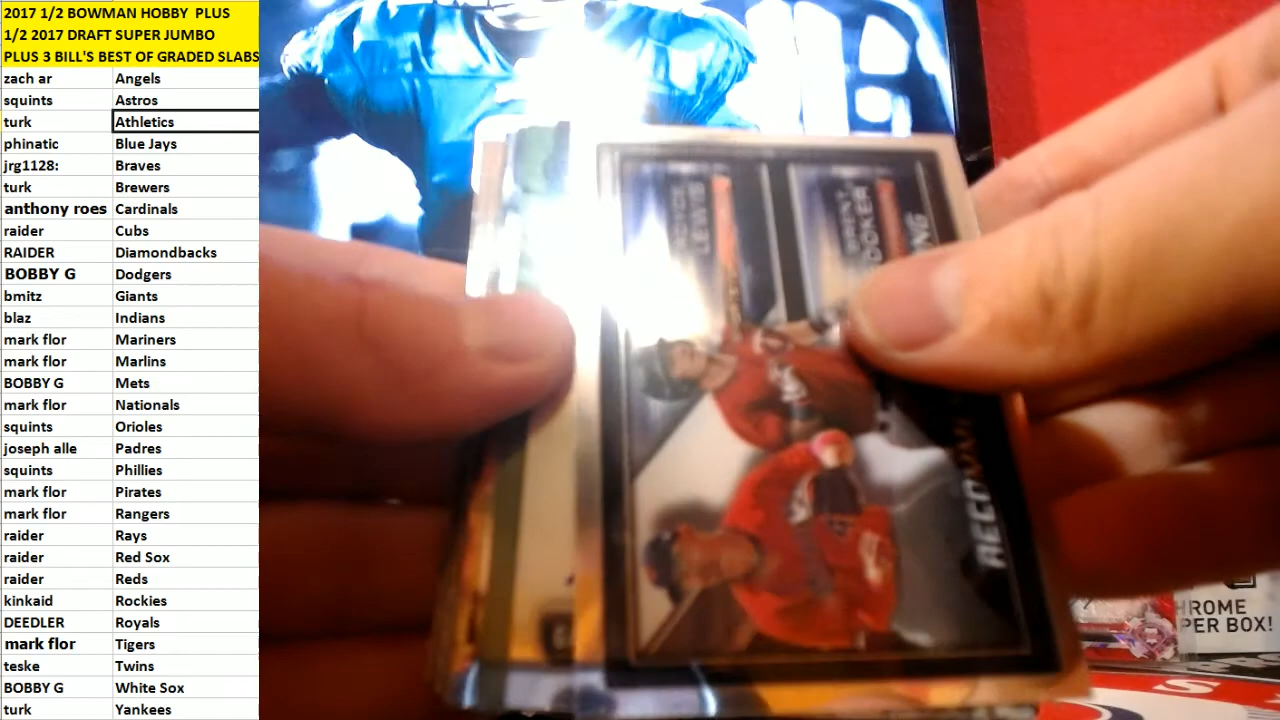 2017 1/2 BOWMAN HOBBY PLUS
1/2 2017 DRAFT SUPER JUMBO
PLUS 3 BILL'S BEST OF GRADED SLABS
zach ar Angels
squints Astros
turk Athletics
phinatic Blue Jays
jrg1128: Braves
turk Brewers
anthony roes Cardinals
raider Cubs
RAIDER Diamondbacks
BOBBY G Dodgers
bmitz Giants
blaz Indians
mark flor Mariners
mark flor Marlins
BOBBY G Mets
mark flor Nationals
squints Orioles
joseph alle Padres
squints Phillies
mark flor Pirates
mark flor Rangers
raider Rays
raider Red Sox
raider Reds
kinkaid Rockies
DEEDLER Royals
mark flor Tigers
teske Twins
BOBBY G White Sox
turk Yankees
ROYCE
LEWIS
HROME
PER BOX!